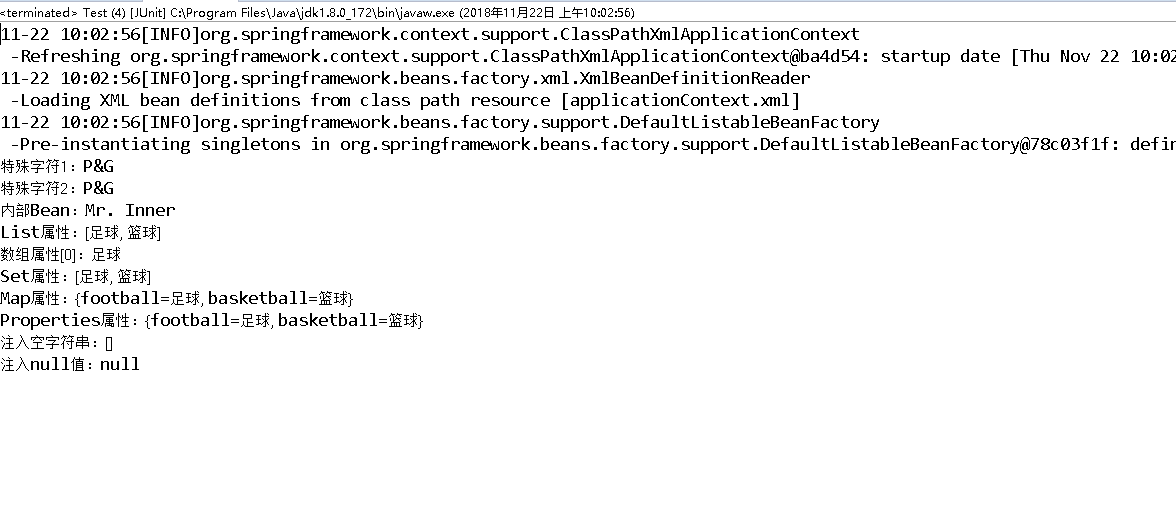 <terminated> Test (4) [JUnit] C:\Program Files\Java\jdk1.8.0_172\bin\javaw.exe (2018年11月22日 上午10:02:56)
11-22 10:02:56[INFO]org.springframework.context.support.ClassPathXmlApplicationContext
-Refreshing org.springframework.context.support.ClassPathXmlApplicationContext@ba4d54: startup date [Thu Nov 22 10:02
11-22 10:02:56[INFO]org.springframework.beans.factory.xml.XmlBeanDefinitionReader
-Loading XML bean definitions from class path resource [applicationContext.xml]
11-22 10:02:56[INFO]org.springframework.beans.factory.support.DefaultListableBeanFactory
-Pre-instantiating singletons in org.springframework.beans.factory.support.DefaultListableBeanFactory@78c03f1f: defin
特殊字符1：P&G
特殊字符2：P&G
内部Bean：Mr. Inner
List属性：[足球, 篮球]
数组属性[0]：足球
Set属性：[足球, 篮球]
Map属性：{football=足球, basketball=篮球}
Properties属性：{football=足球, basketball=篮球}
注入空字符串：[]
注入null值：null